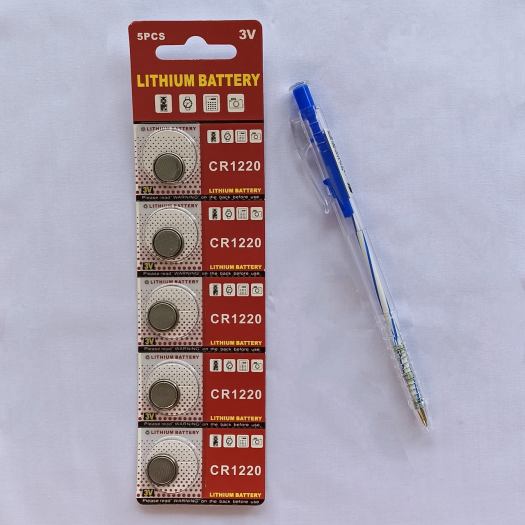 5PCS 3V
LITHIUM BATTERY
LITHIUM BATTERY
CR1220
3V LITHIUM BATTERY
Please read "WARNING" on the back before use.
LITHIUM BATTERY
CR1220
3V LITHIUM BATTERY
Please read "WARNING" on the back before use.
LITHIUM BATTERY
CR1220
3V LITHIUM BATTERY
Please read "WARNING" on the back before use.
LITHIUM BATTERY
CR1220
3V LITHIUM BATTERY
Please read "WARNING" on the back before use.
LITHIUM BATTERY
CR1220
3V LITHIUM BATTERY